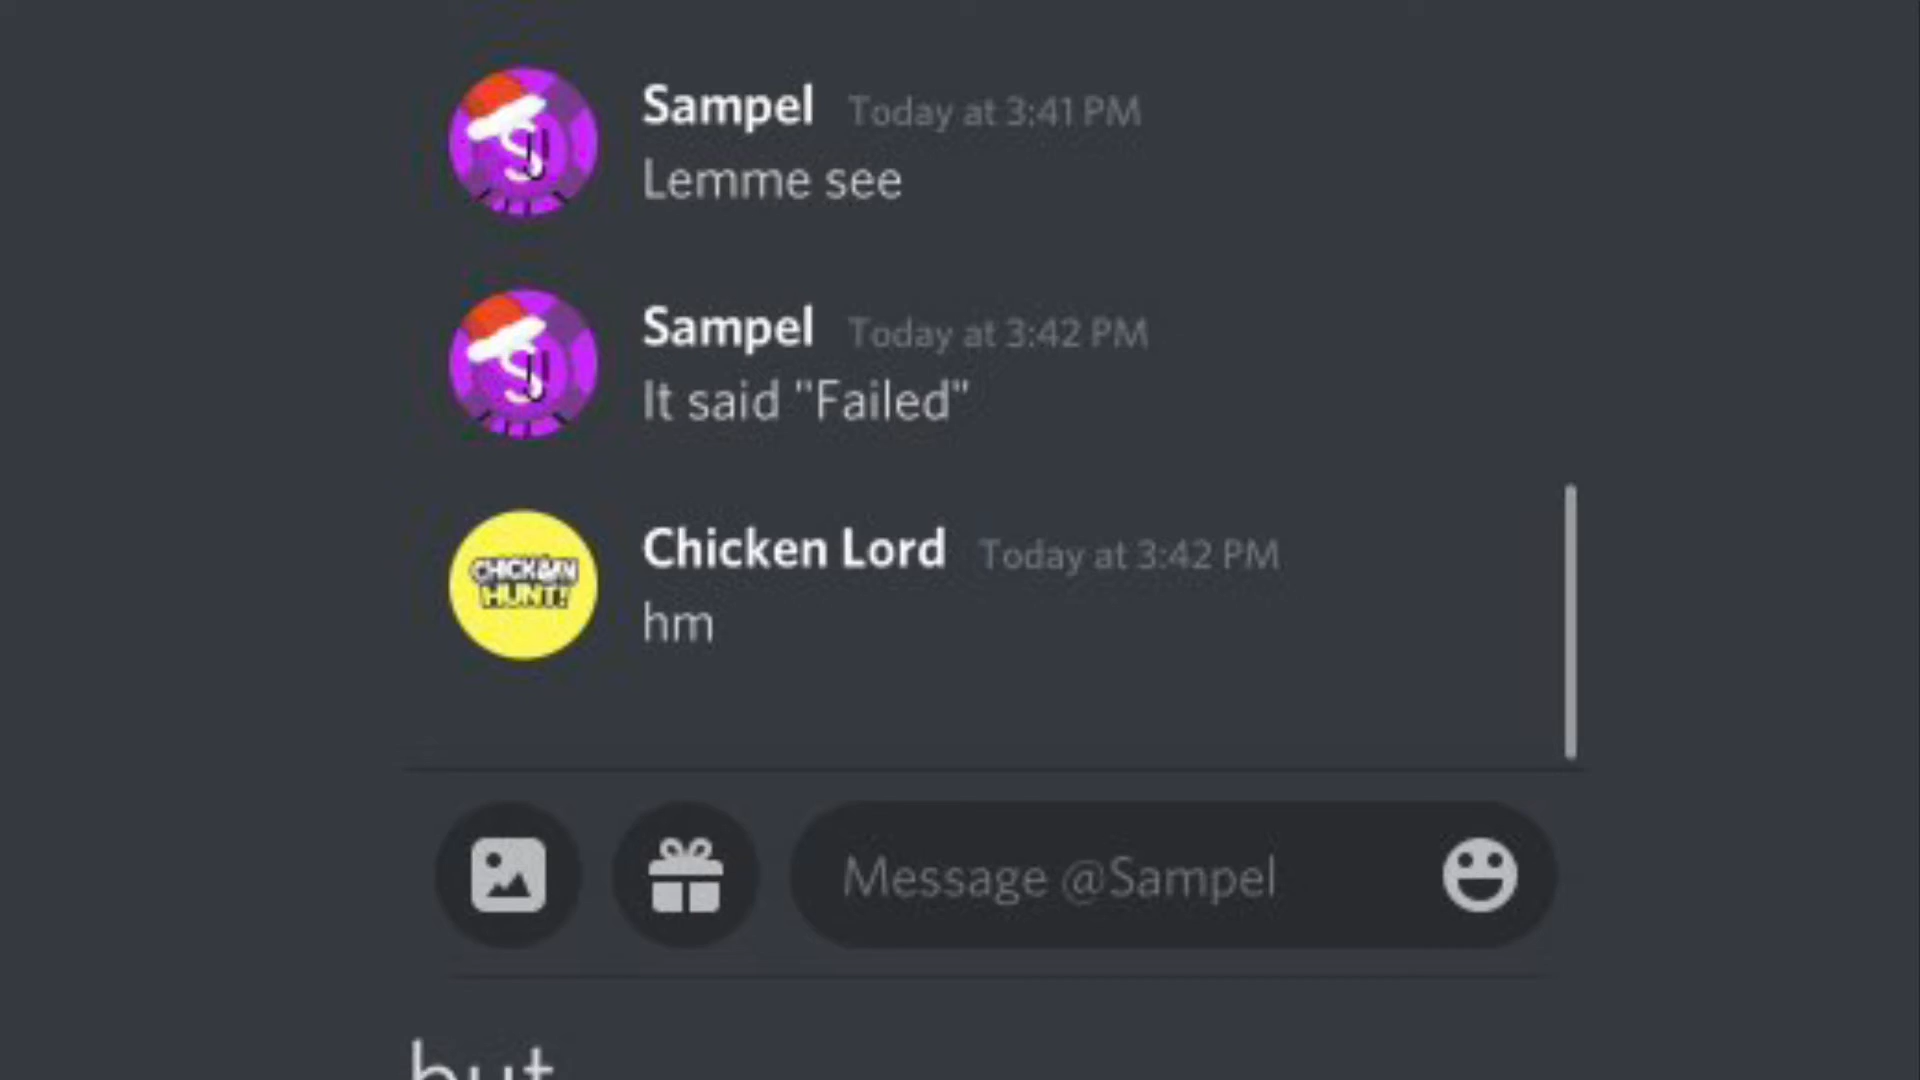 Sampel Today at 3:41 PM
Lemme see
Sampel Today at 3:42 PM
It said "Failed"
CHICKEN
HUNT!
Chicken Lord Today at 3:42 PM
hm
Message @Sampel
but